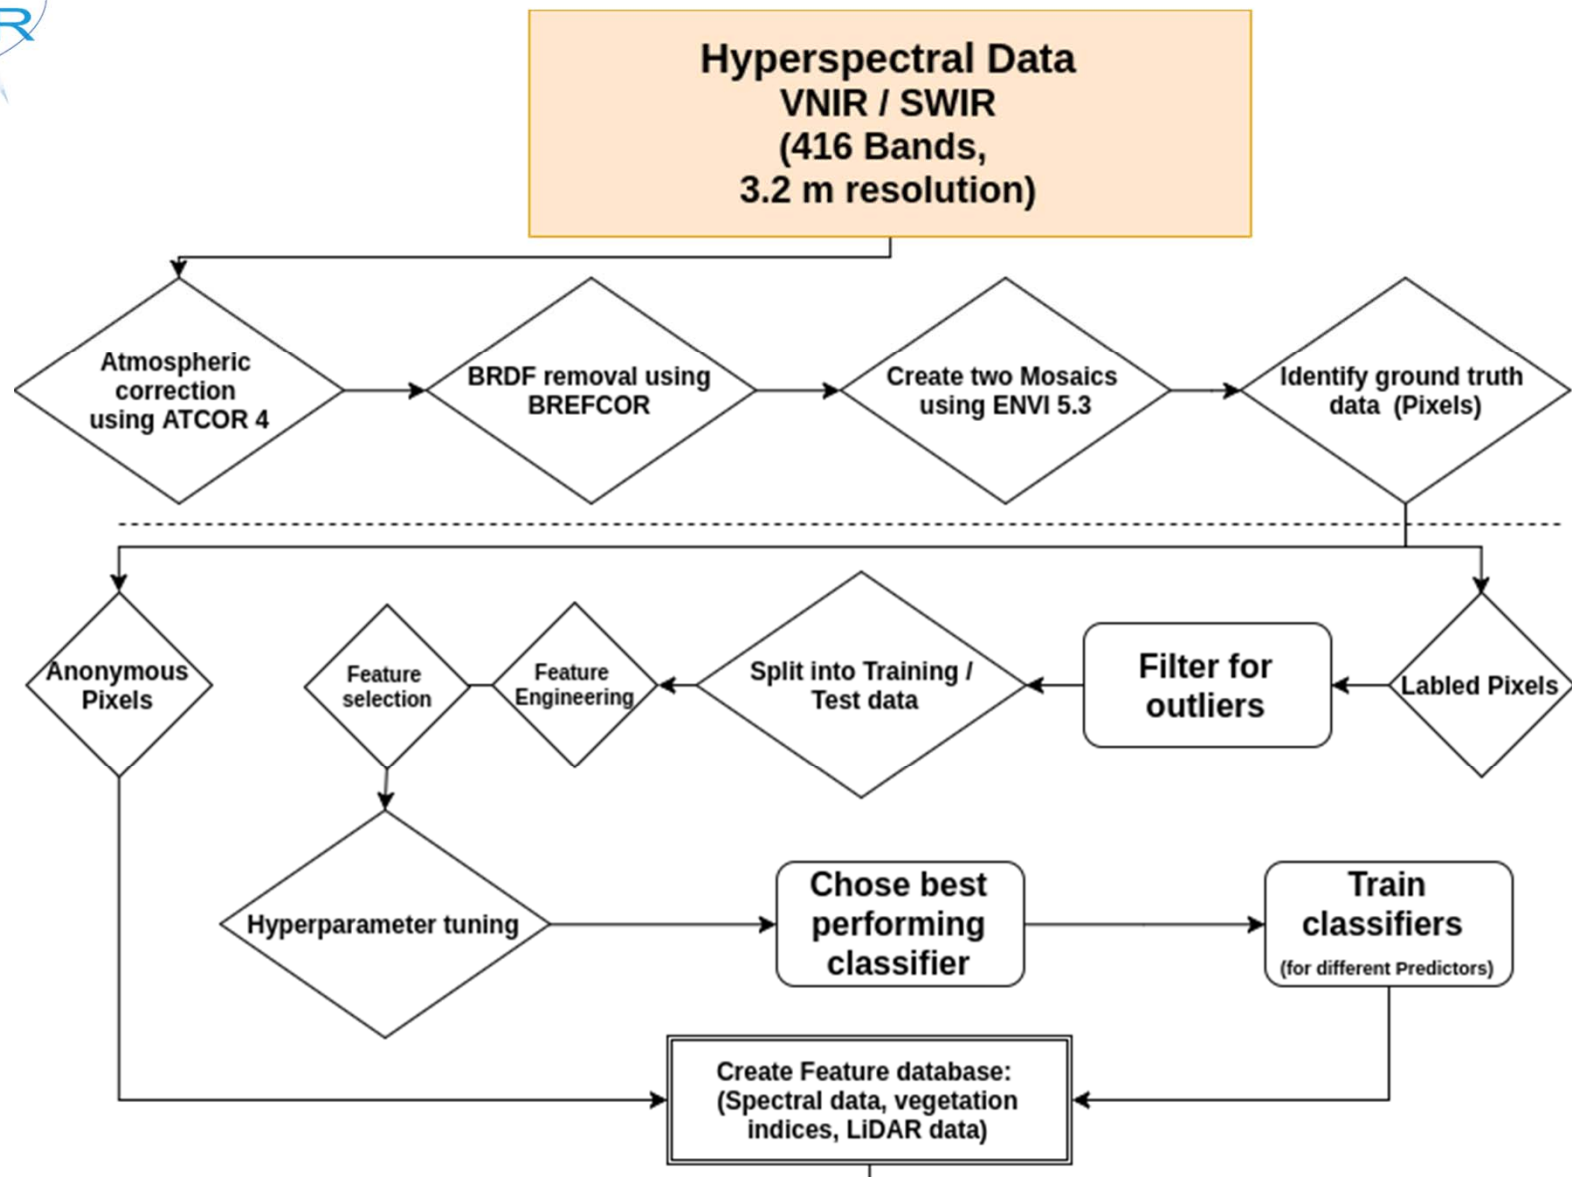 R
Hyperspectral Data
VNIR / SWIR
(416 Bands,
3.2 m resolution)
Atmospheric
correction
using ATCOR 4
BRDF removal using
BREFCOR
Create two Mosaics
using ENVI 5.3
Identify ground truth
data (Pixels)
Anonymous
Pixels
Feature
selection
Feature
Engineering
Split into Training /
Test data
Filter for
outliers
Labled Pixels
Hyperparameter tuning
Chose best
performing
classifier
Train
classifiers
(for different Predictors)
Create Feature database:
(Spectral data, vegetation
indices, LiDAR data)